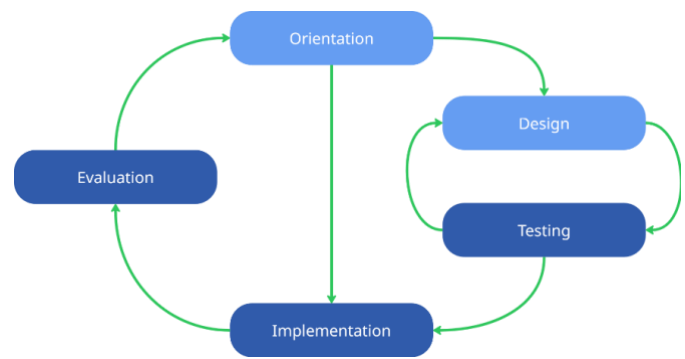 Orientation
Design
Evaluation
Testing
Implementation